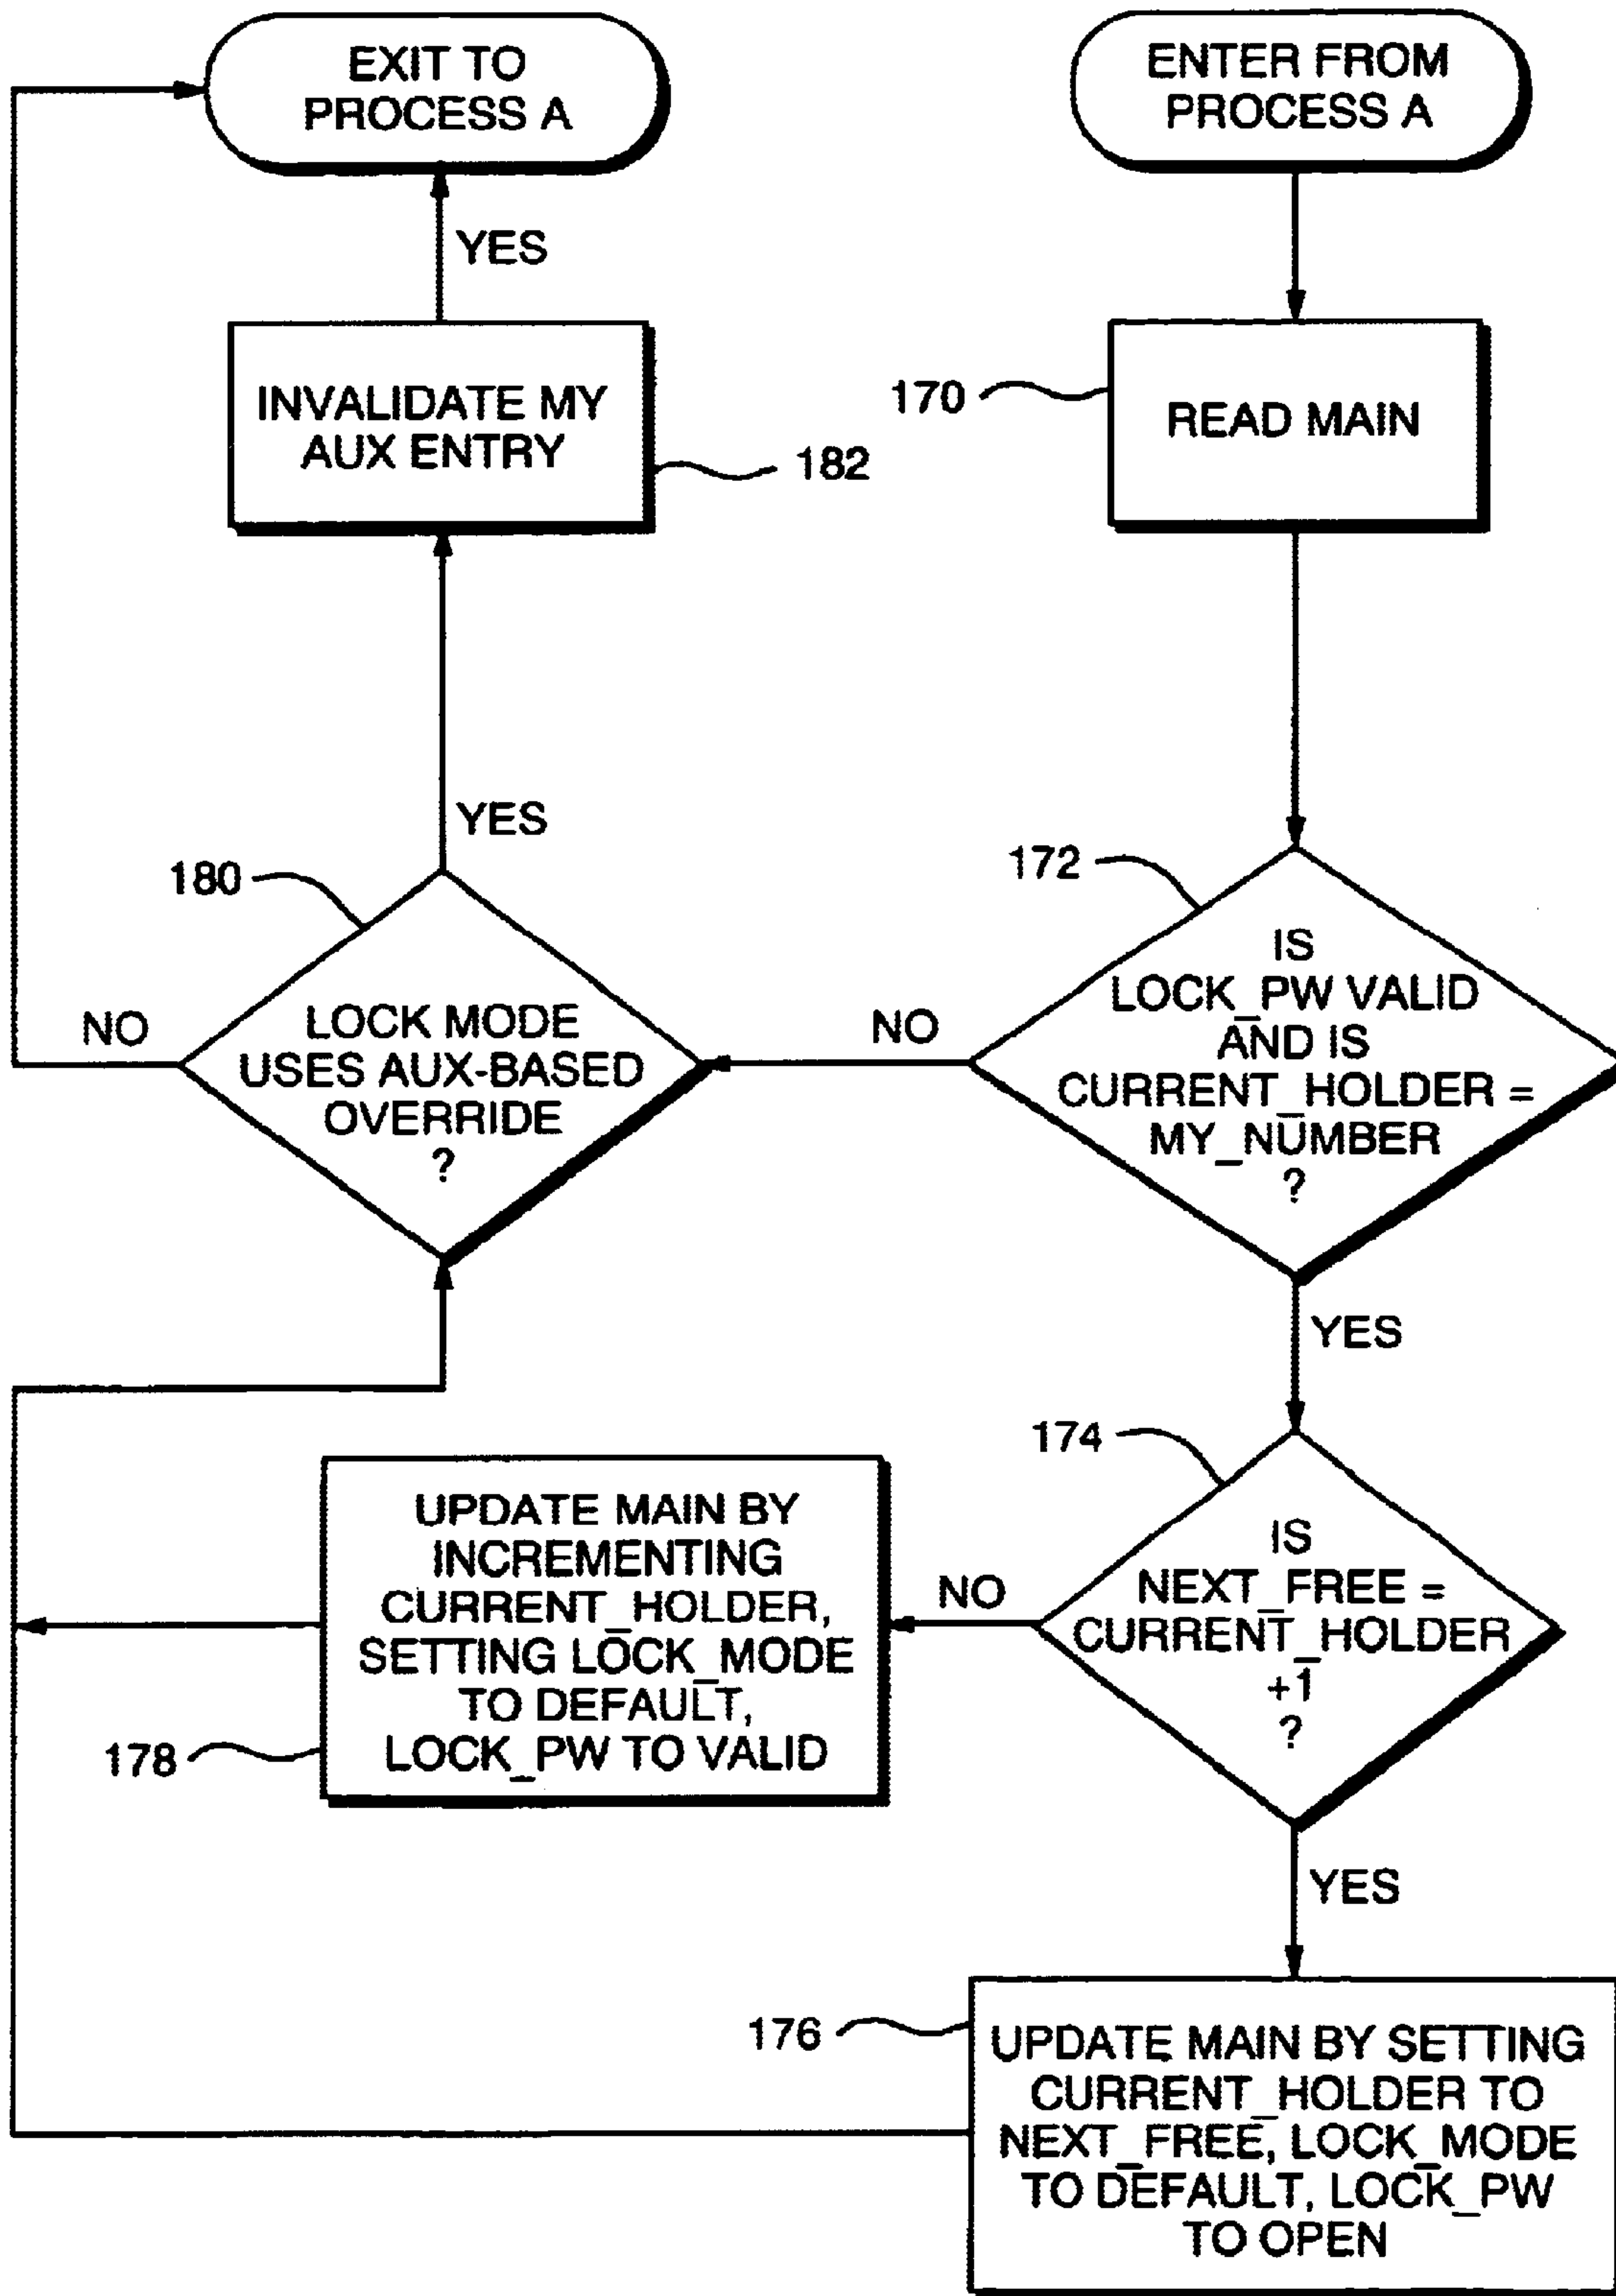 EXIT TO
PROCESS A
ENTER FROM
PROCESS A
YES
INVALIDATE MY
AUX ENTRY
182
170
READ MAIN
YES
180
LOCK MODE
USES AUX-BASED
OVERRIDE
?
NO
172
IS
LOCK_PW VALID
AND IS
CURRENT_HOLDER =
MY_NUMBER
?
NO
YES
174
IS
NEXT_FREE =
CURRENT_HOLDER
+1
?
NO
UPDATE MAIN BY
INCREMENTING
CURRENT_HOLDER,
SETTING LOCK_MODE
TO DEFAULT,
LOCK_PW TO VALID
178
YES
176
UPDATE MAIN BY SETTING
CURRENT_HOLDER TO
NEXT_FREE, LOCK_MODE
TO DEFAULT, LOCK_PW
TO OPEN